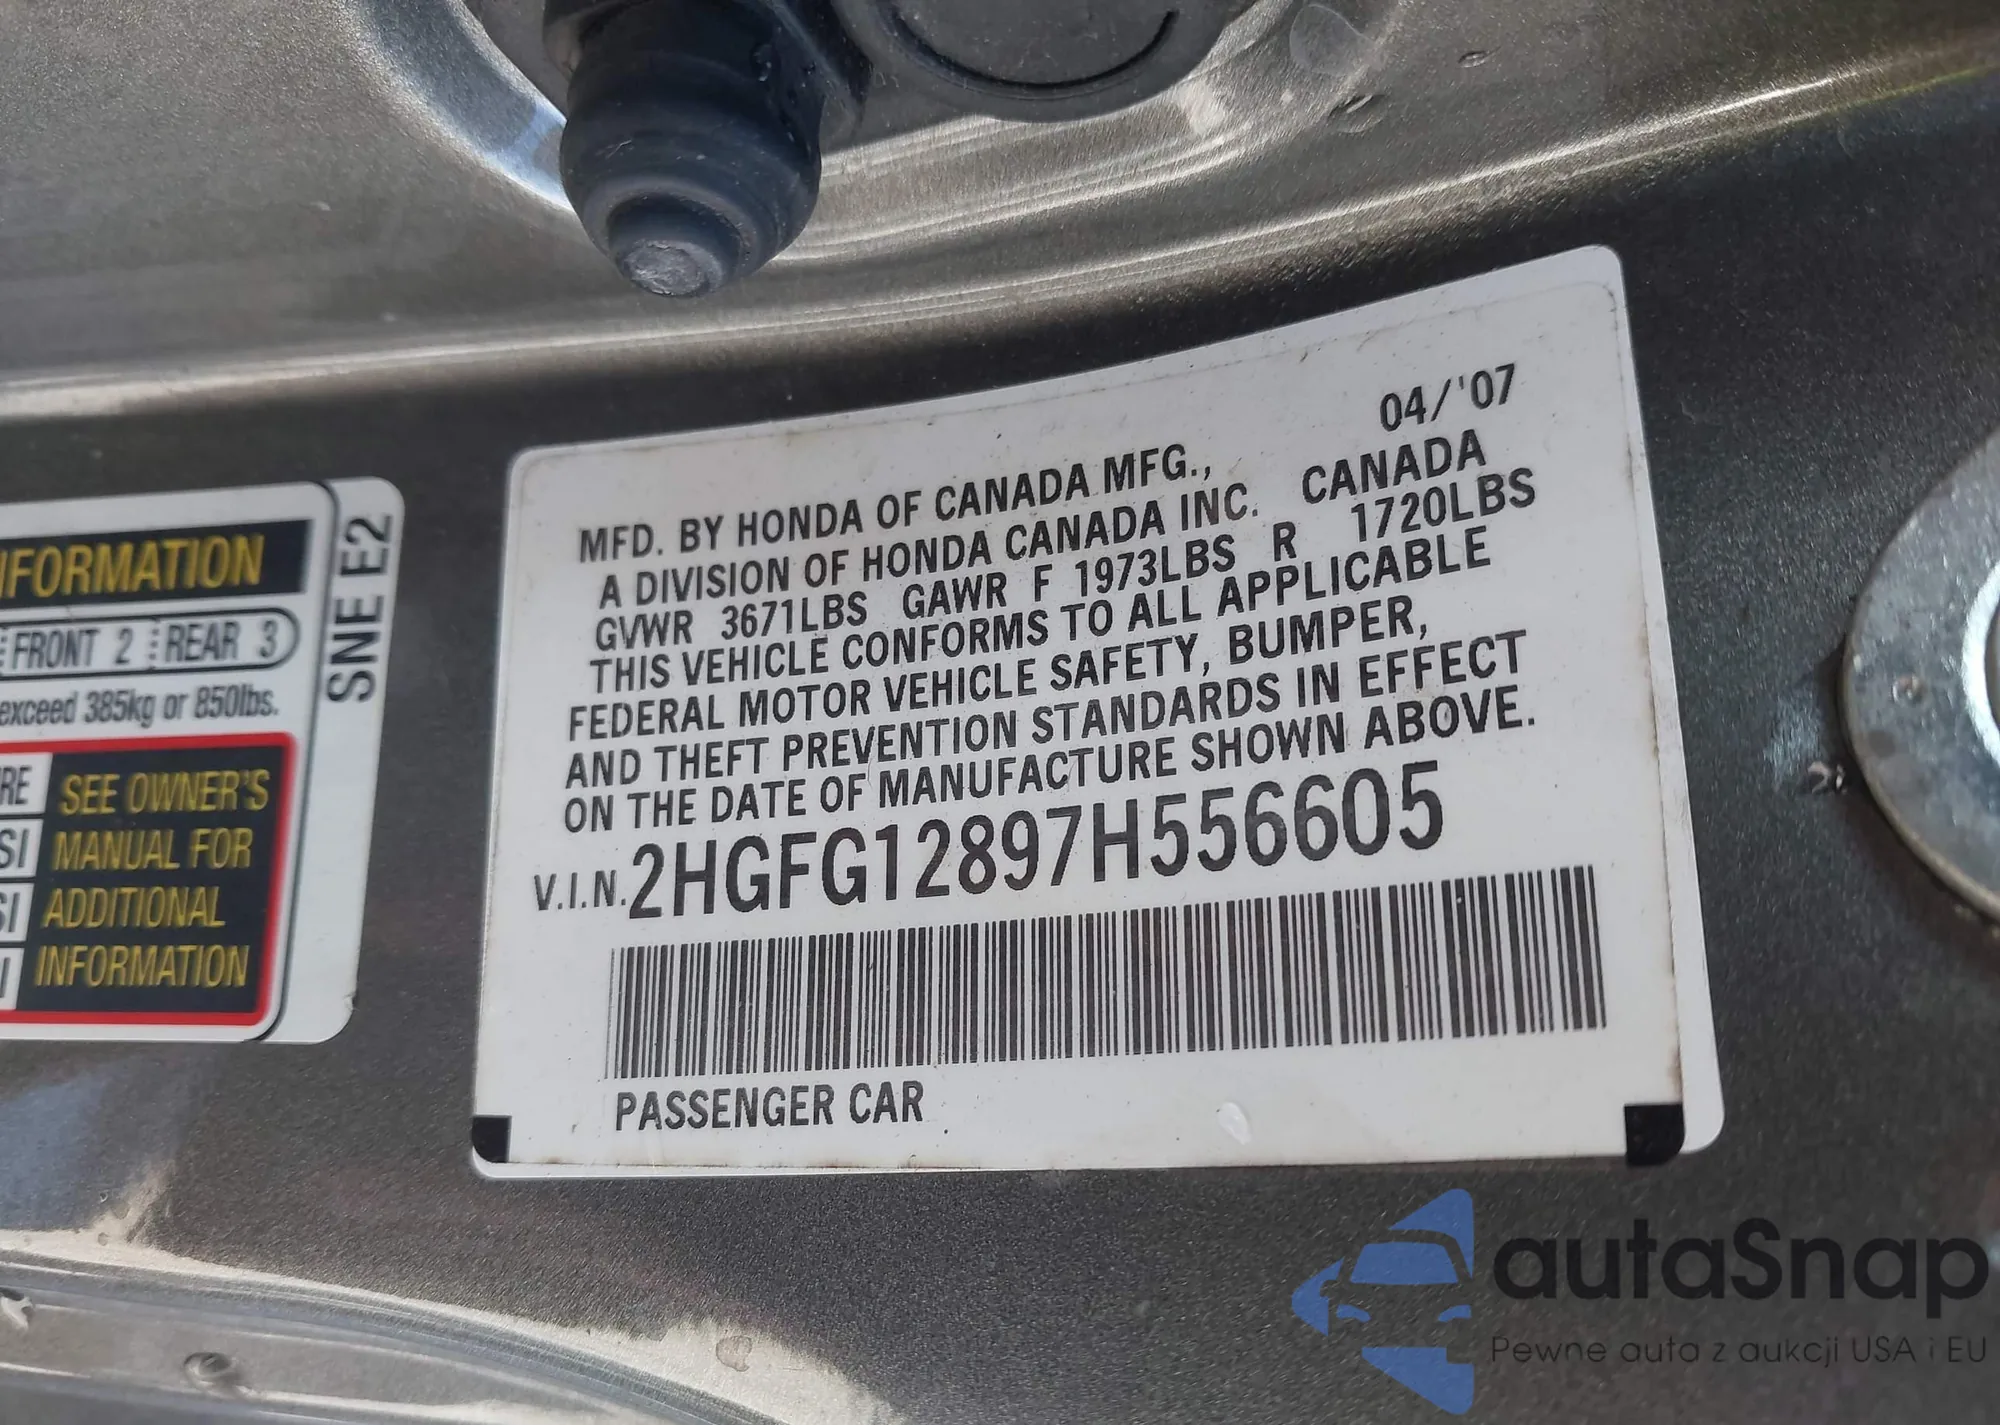 NFORMATION
FRONT 2 REAR 3
exceed 385kg or 850lbs.
SEE OWNER'S
MANUAL FOR
ADDITIONAL
INFORMATION
SNE E2
04/'07
MFD. BY HONDA OF CANADA MFG.,
A DIVISION OF HONDA CANADA INC. CANADA
GVWR 3671LBS GAWR F 1973LBS R 1720LBS
THIS VEHICLE CONFORMS TO ALL APPLICABLE
FEDERAL MOTOR VEHICLE SAFETY, BUMPER,
AND THEFT PREVENTION STANDARDS IN EFFECT
ON THE DATE OF MANUFACTURE SHOWN ABOVE.
V.I.N. 2HGFG12897H556605
PASSENGER CAR
autaSnap
Pewne auta z aukcji USA i EU